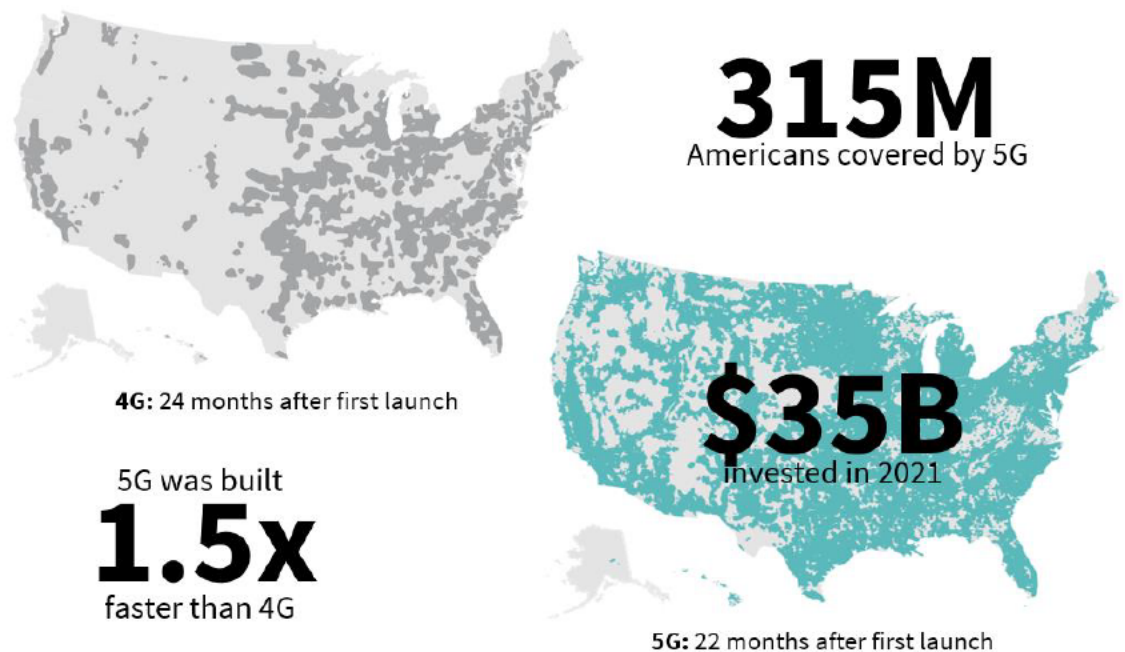 315M
Americans covered by 5G
4G: 24 months after first launch
$35B
invested in 2021
5G was built
1.5x
faster than 4G
5G: 22 months after first launch